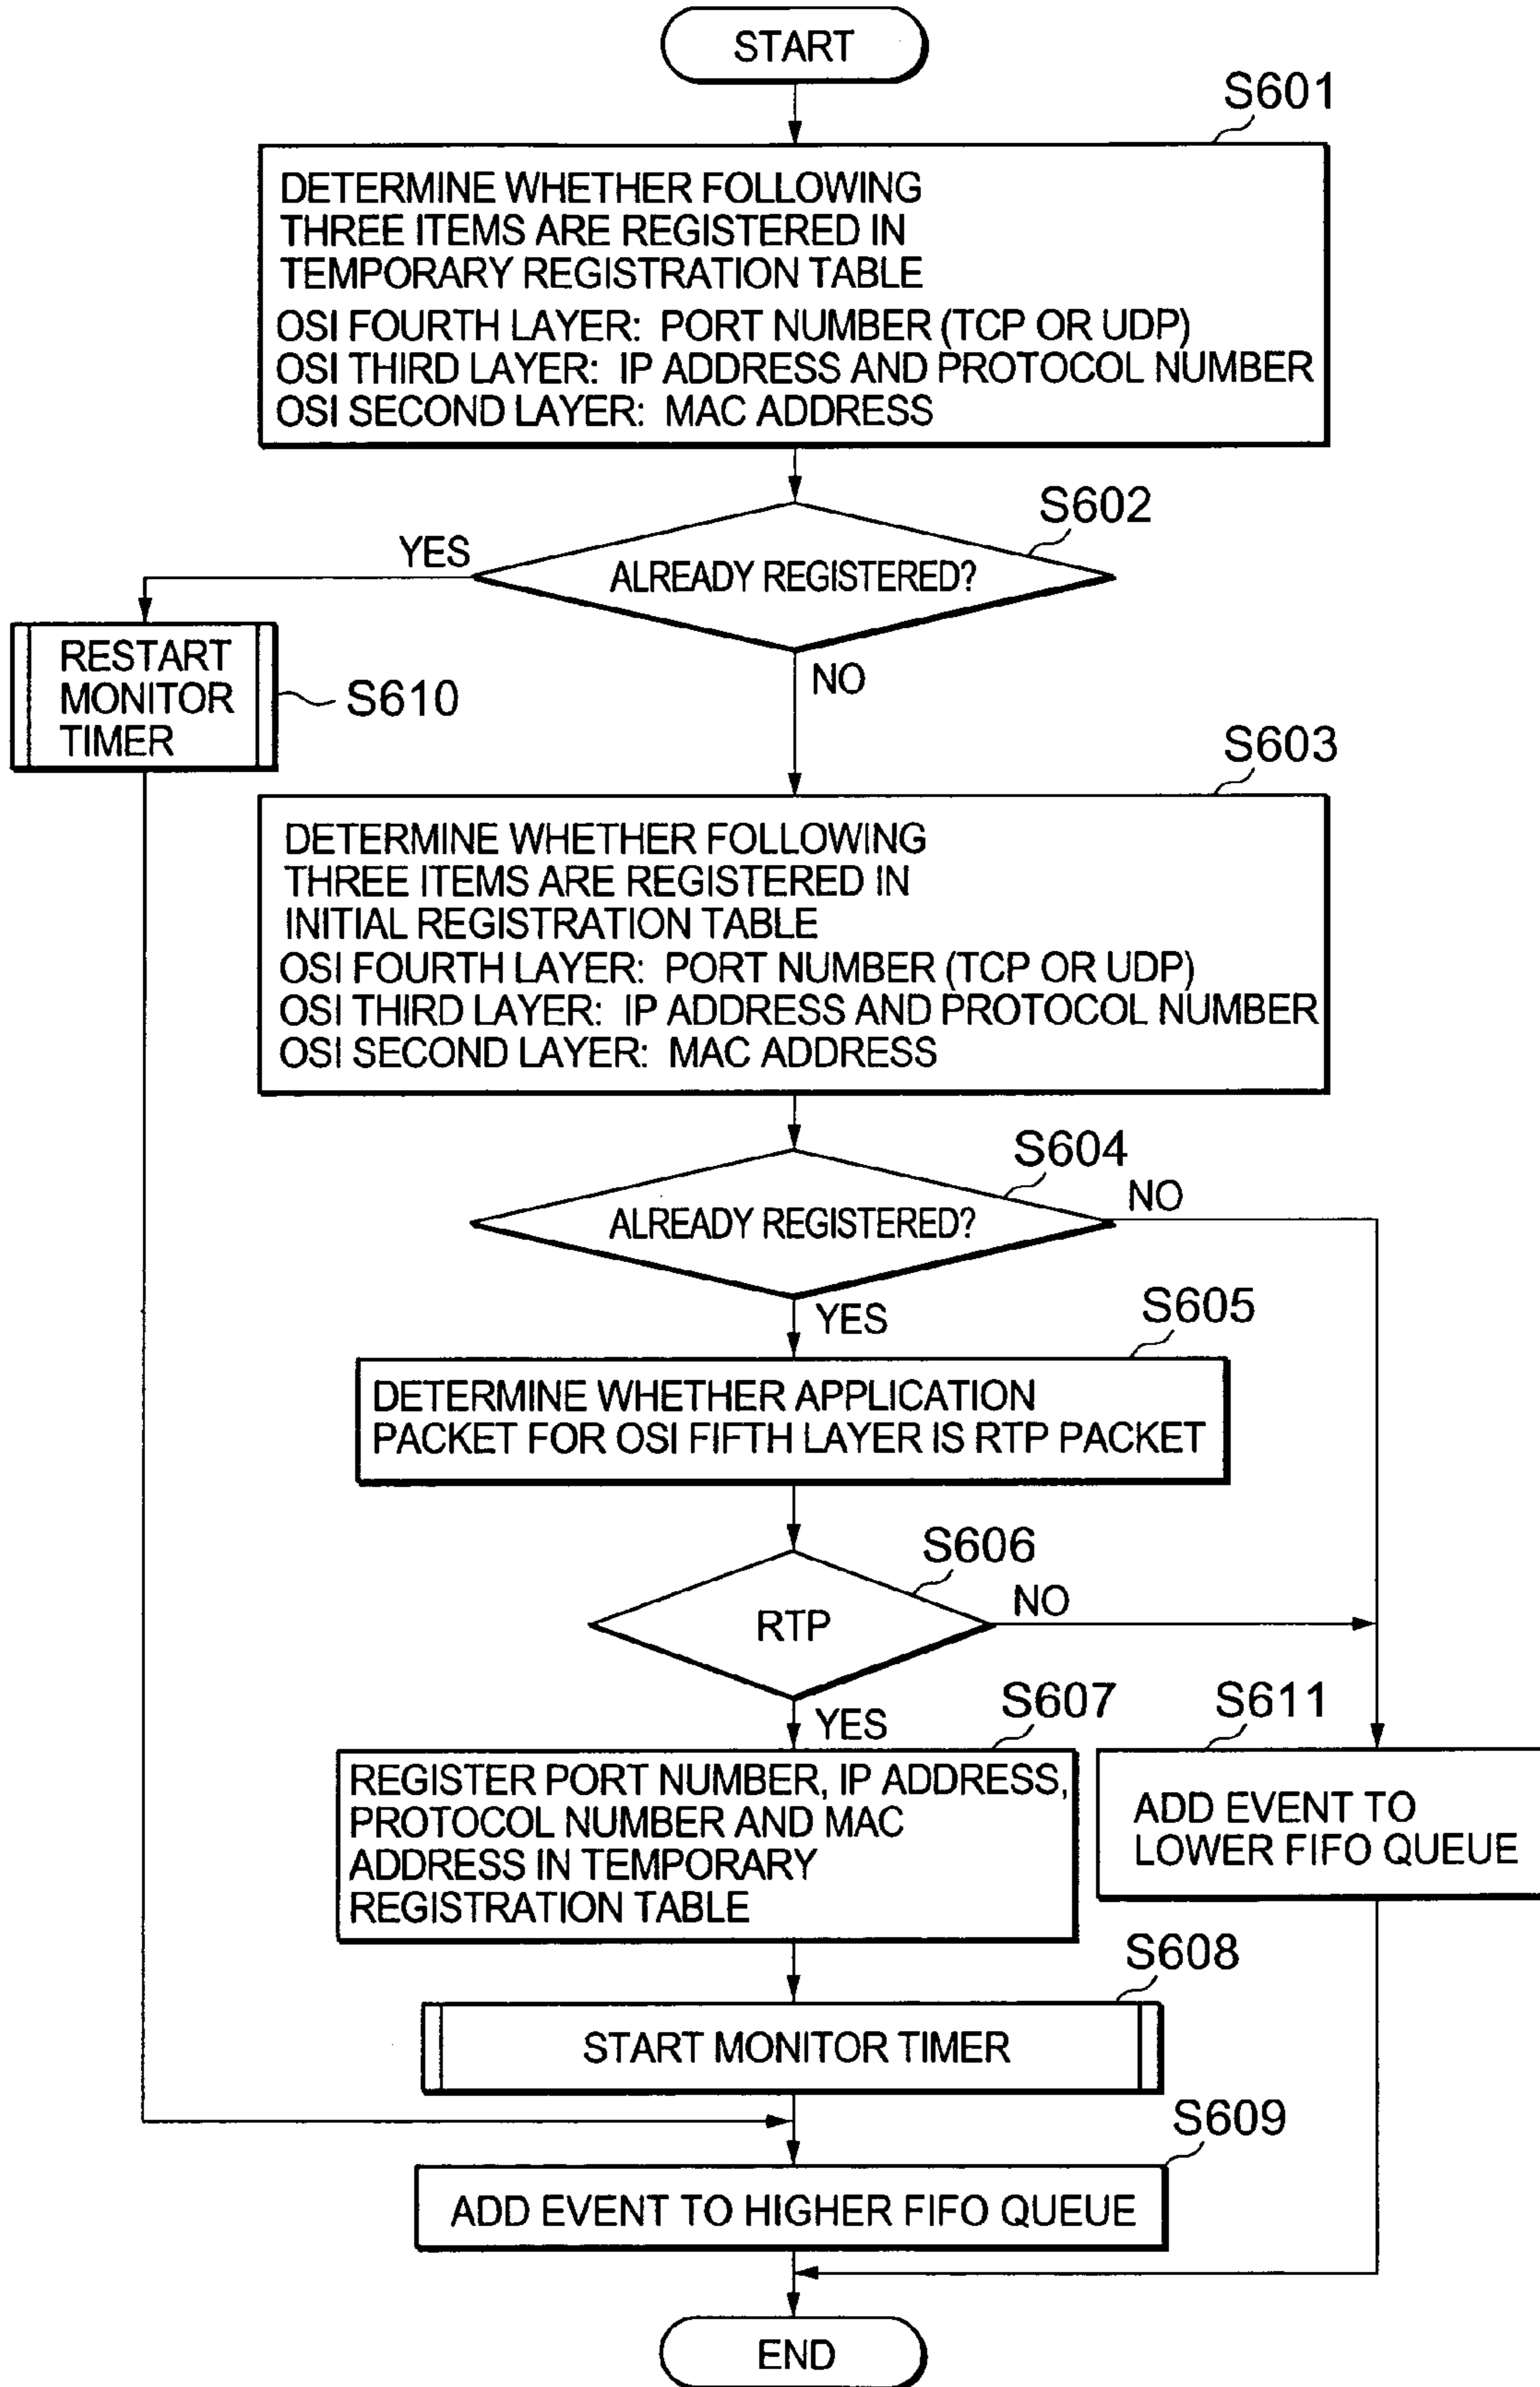 START
S601
DETERMINE WHETHER FOLLOWING
THREE ITEMS ARE REGISTERED IN
TEMPORARY REGISTRATION TABLE
OSI FOURTH LAYER: PORT NUMBER (TCP OR UDP)
OSI THIRD LAYER: IP ADDRESS AND PROTOCOL NUMBER
OSI SECOND LAYER: MAC ADDRESS
S602
YES
ALREADY REGISTERED?
NO
RESTART
MONITOR
TIMER
S610
S603
DETERMINE WHETHER FOLLOWING
THREE ITEMS ARE REGISTERED IN
INITIAL REGISTRATION TABLE
OSI FOURTH LAYER: PORT NUMBER (TCP OR UDP)
OSI THIRD LAYER: IP ADDRESS AND PROTOCOL NUMBER
OSI SECOND LAYER: MAC ADDRESS
S604
NO
ALREADY REGISTERED?
YES
S605
DETERMINE WHETHER APPLICATION
PACKET FOR OSI FIFTH LAYER IS RTP PACKET
S606
NO
RTP
YES
S607
REGISTER PORT NUMBER, IP ADDRESS,
PROTOCOL NUMBER AND MAC
ADDRESS IN TEMPORARY
REGISTRATION TABLE
S611
ADD EVENT TO
LOWER FIFO QUEUE
S608
START MONITOR TIMER
S609
ADD EVENT TO HIGHER FIFO QUEUE
END